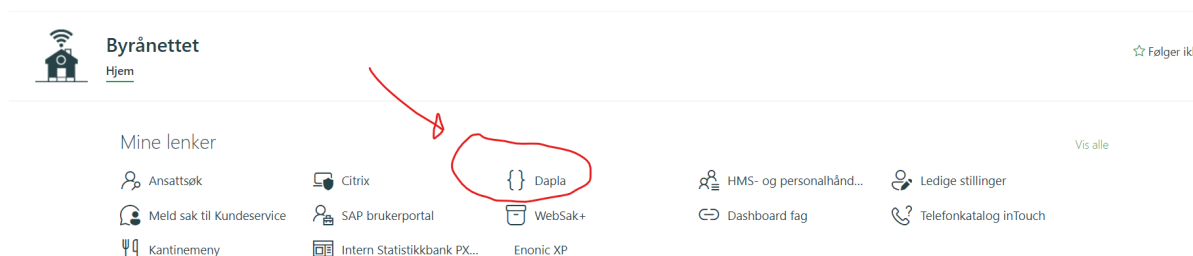 Byrånettet
Hjem
Følger ik
Mine lenker
Vis alle
Ansattsøk
Citrix
{ } Dapla
HMS- og personalhånd...
Ledige stillinger
Meld sak til Kundeservice
SAP brukerportal
WebSak+
Dashboard fag
Telefonkatalog inTouch
Kantinemeny
Intern Statistikkbank PX...
Enonic XP